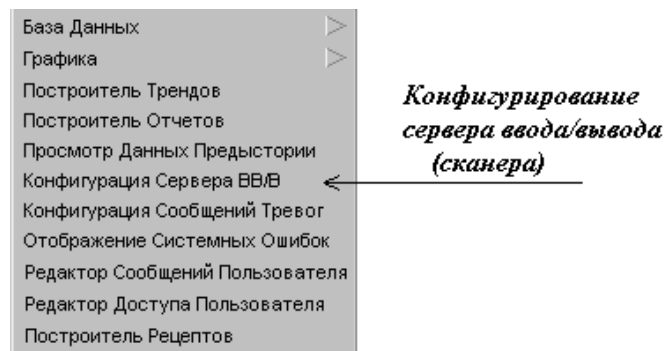 База Данных
Графика
Построитель Трендов
Построитель Отчетов
Просмотр Данных Предыстории
Конфигурация Сервера ВВ/В
Конфигурация Сообщений Тревог
Отображение Системных Ошибок
Редактор Сообщений Пользователя
Редактор Доступа Пользователя
Построитель Рецептов
Конфигурирование
сервера ввода/вывода
(сканера)